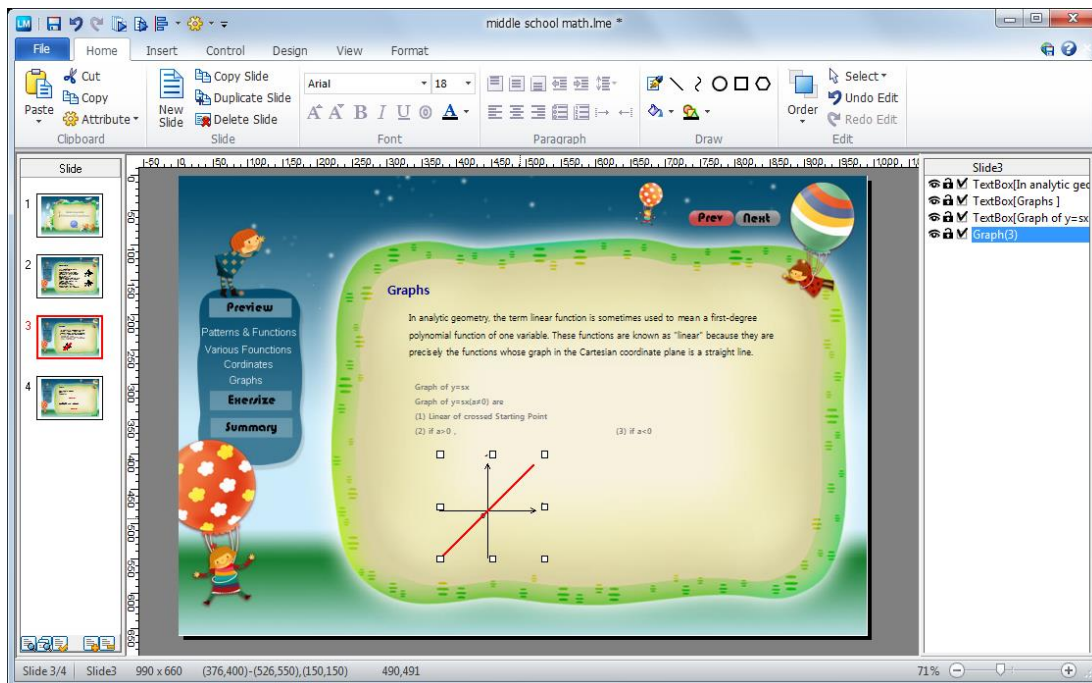 LM
middle school math.lme *
File Home Insert Control Design View Format
Paste
Cut
Copy
Attribute
Clipboard
New Slide
Copy Slide
Duplicate Slide
Delete Slide
Slide
Arial 18
A A B I U A
Font
Paragraph
Draw
Order
Select
Undo Edit
Redo Edit
Edit
Slide
1
2
3
4
Prev Next
Preview
Patterns & Functions
Various Founctions
Cordinates
Graphs
Exersize
Summary
Graphs
In analytic geometry, the term linear function is sometimes used to mean a first-degree
polynomial function of one variable. These functions are known as "linear" because they are
precisely the functions whose graph in the Cartesian coordinate plane is a straight line.
Graph of y=sx
Graph of y=sx(a≠0) are
(1) Linear of crossed Starting Point
(2) if a>0 , (3) if a<0
Slide3
TextBox[In analytic geo
TextBox[Graphs ]
TextBox[Graph of y=sx
Graph(3)
Slide 3/4 Slide3 990 x 660 (376,400)-(526,550),(150,150) 490,491 71%